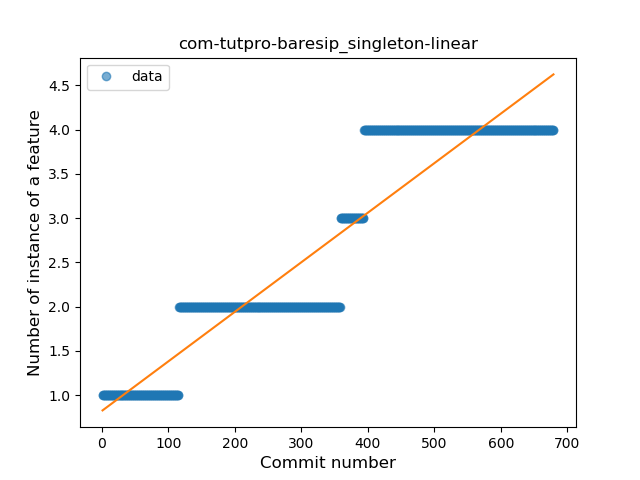 com-tutpro-baresip_singleton-linear
data
Number of instance of a feature
4.5
4.0
3.5
3.0
2.5
2.0
1.5
1.0
0 100 200 300 400 500 600 700
Commit number